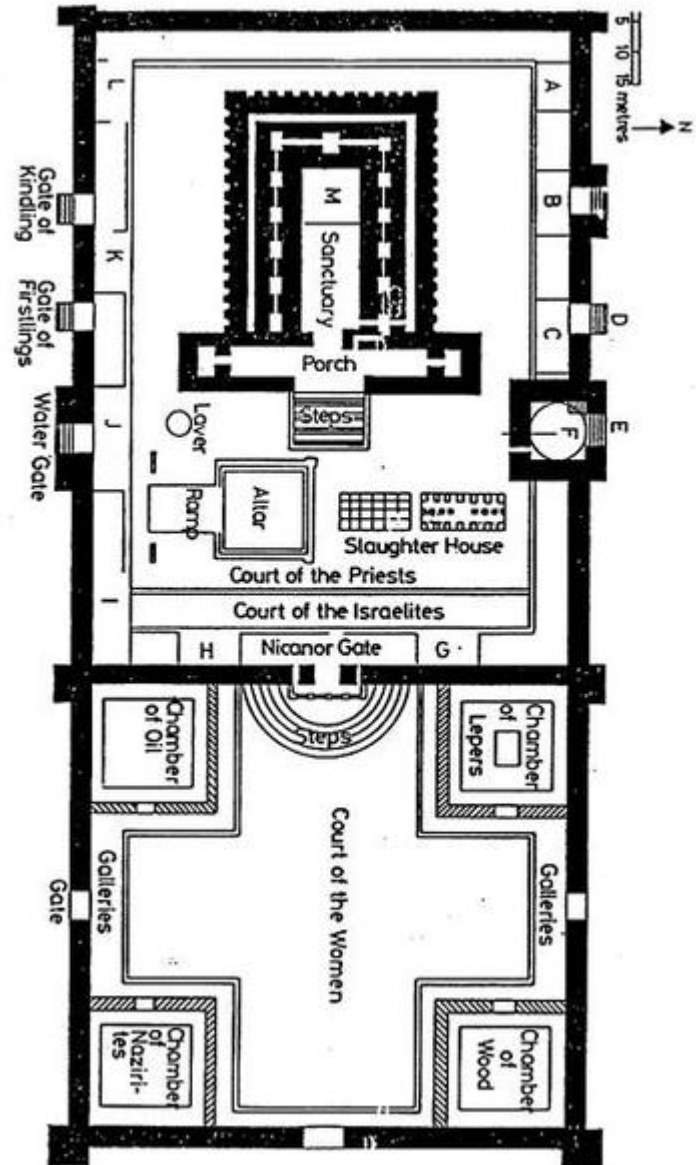 5
10
15 metres
N
A
L
B
M
Gate of
Kindling
Sanctuary
K
D
C
Gate of
Firstlings
Porch
Steps
E
F
Laver
J
Water Gate
Altar
Ramp
Slaughter House
Court of the Priests
I
Court of the Israelites
H
Nicanor Gate
G
Steps
Chamber
of Oil
Chamber
of
Lepers
Court of the Women
Galleries
Galleries
Gate
Chamber
of
Naziri-
tes
Chamber
of
Wood